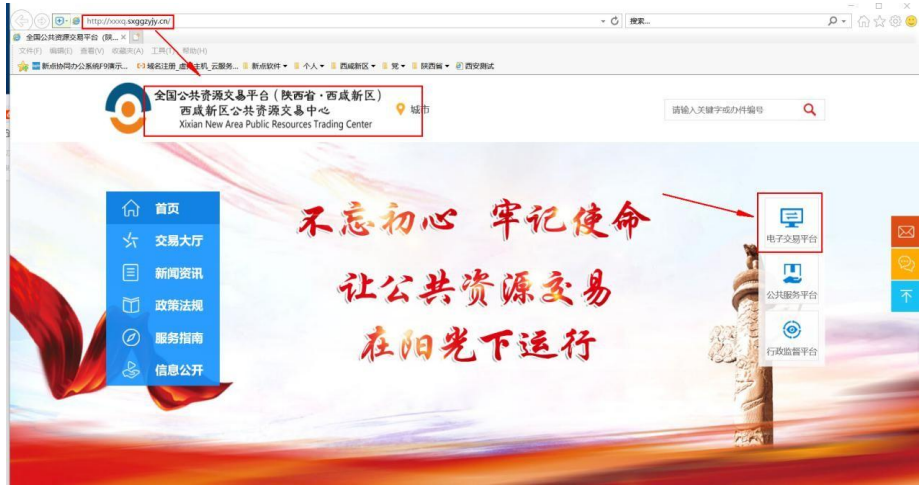 http://xxxq.sxggzyjy.cn/
搜索...
全国公共资源交易平台 (陕...
文件(F) 编辑(E) 查看(V) 收藏夹(A) 工具(T) 帮助(H)
新点协同办公系统F9演示... 域名注册_虚拟主机_云服务... 新点软件 个人 西咸新区 党 陕西省 西安测试
全国公共资源交易平台(陕西省·西咸新区)
西咸新区公共资源交易中心
Xixian New Area Public Resources Trading Center
城市
请输入关键字或办件编号
首页
交易大厅
新闻资讯
政策法规
服务指南
信息公开
不忘初心 牢记使命
让公共资源交易
在阳光下运行
电子交易平台
公共服务平台
行政监督平台